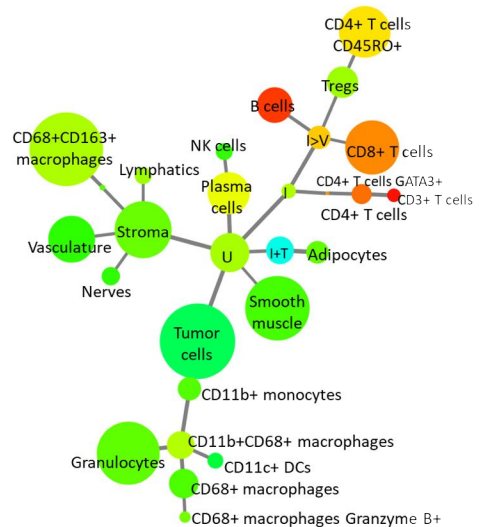 CD4+ T cells
CD45RO+
Tregs
B cells
I>V
CD8+ T cells
CD68+CD163+
macrophages
NK cells
Lymphatics
Plasma
cells
I
CD4+ T cells GATA3+
CD3+ T cells
CD4+ T cells
Stroma
Vasculature
U
I+T
Adipocytes
Nerves
Smooth
muscle
Tumor
cells
CD11b+ monocytes
CD11b+CD68+ macrophages
Granulocytes
CD11c+ DCs
CD68+ macrophages
CD68+ macrophages Granzyme B+